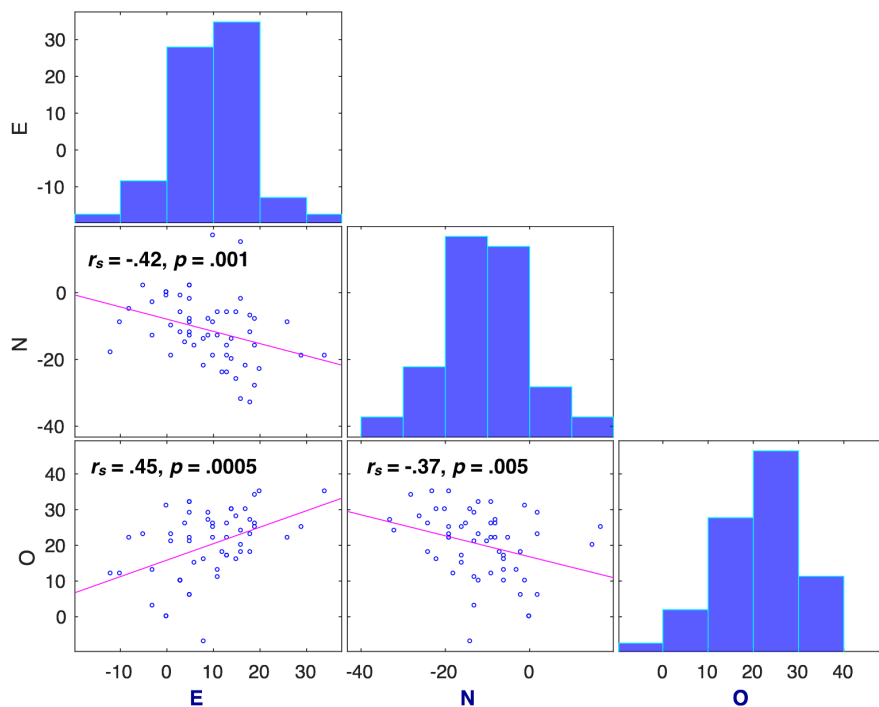 30
20
10
0
-10
E
rₛ = -.42, p = .001
0
-20
-40
N
rₛ = .45, p = .0005
rₛ = -.37, p = .005
40
30
20
10
0
O
-10 0 10 20 30
-40 -20 0
0 10 20 30 40
E N O